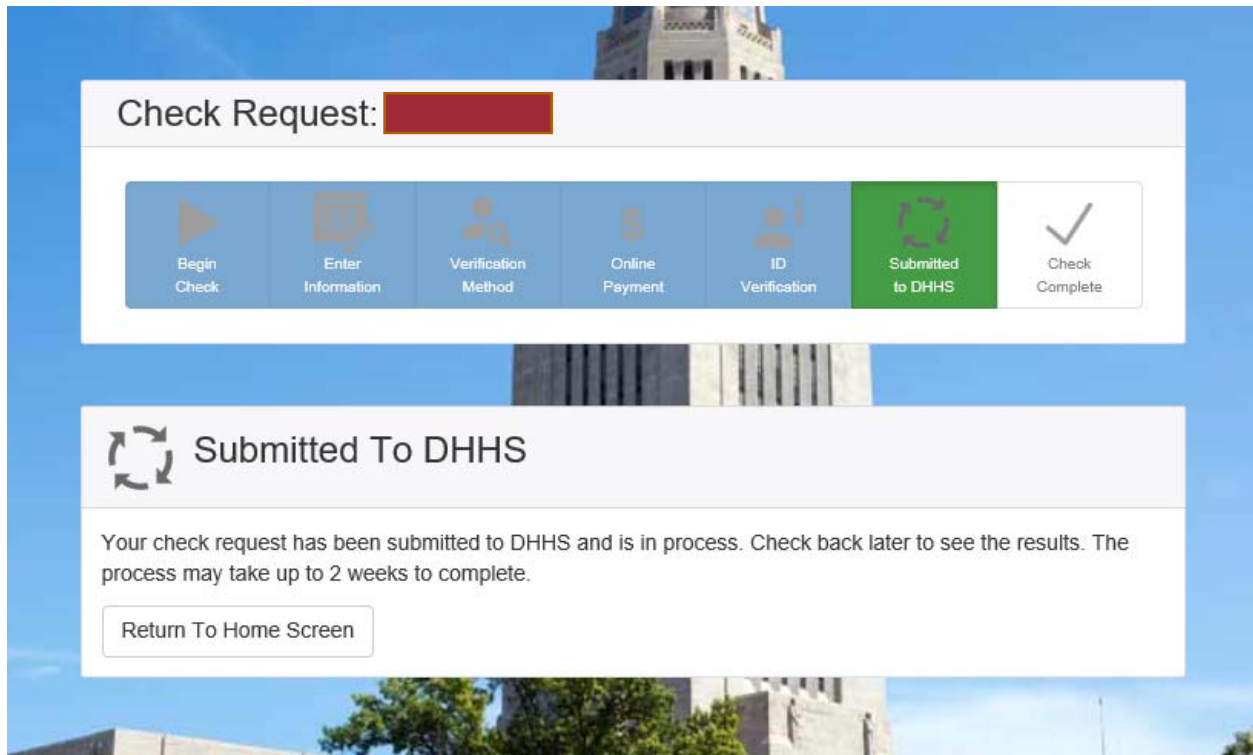 Check Request:
Begin
Check
Enter
Information
Verification
Method
Online
Payment
ID
Verification
Submitted
to DHHS
Check
Complete
Submitted To DHHS
Your check request has been submitted to DHHS and is in process. Check back later to see the results. The
process may take up to 2 weeks to complete.
Return To Home Screen